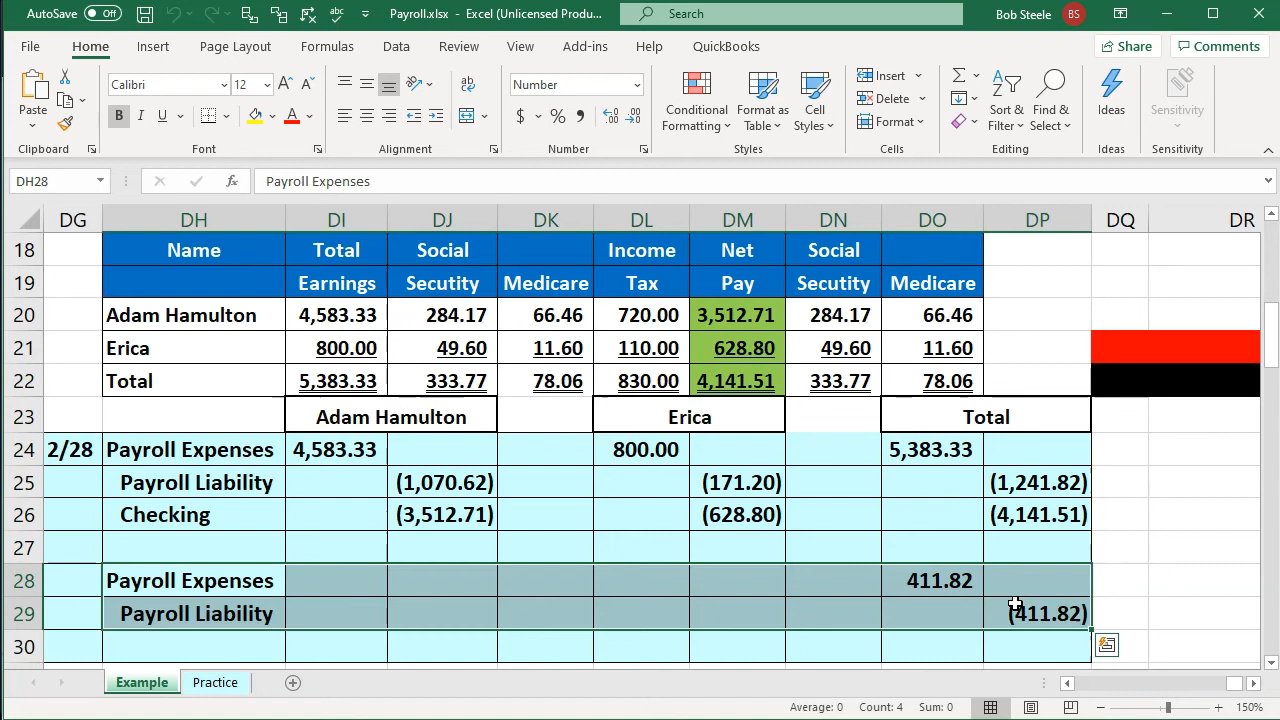 AutoSave Off Payroll.xlsx - Excel (Unlicensed Produ... Search Bob Steele BS
File Home Insert Page Layout Formulas Data Review View Add-ins Help QuickBooks Share Comments
Paste Calibri 12 Number Conditional Formatting Format as Table Cell Styles Insert Delete Format Sort & Filter Find & Select Ideas Sensitivity
Clipboard Font Alignment Number Styles Cells Editing Ideas Sensitivity
DH28 Payroll Expenses
DG DH DI DJ DK DL DM DN DO DP DQ DR
18 Name Total Social Income Net Social
19 Earnings Secutity Medicare Tax Pay Secutity Medicare
20 Adam Hamulton 4,583.33 284.17 66.46 720.00 3,512.71 284.17 66.46
21 Erica 800.00 49.60 11.60 110.00 628.80 49.60 11.60
22 Total 5,383.33 333.77 78.06 830.00 4,141.51 333.77 78.06
23 Adam Hamulton Erica Total
24 2/28 Payroll Expenses 4,583.33 800.00 5,383.33
25 Payroll Liability (1,070.62) (171.20) (1,241.82)
26 Checking (3,512.71) (628.80) (4,141.51)
27
28 Payroll Expenses 411.82
29 Payroll Liability (411.82)
30
Example Practice
Average: 0 Count: 4 Sum: 0 150%